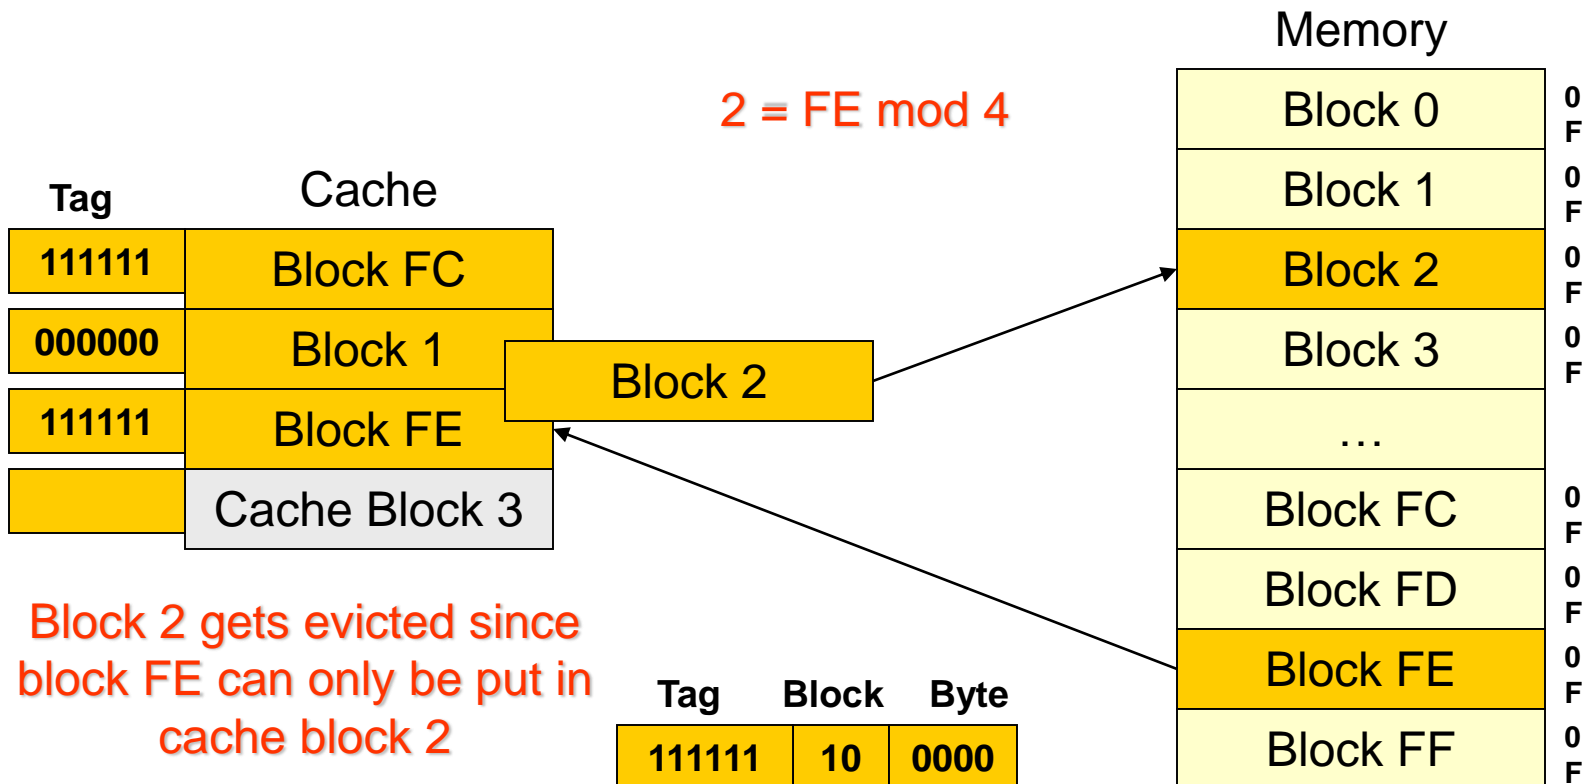 Memory
2 = FE mod 4
Block 0
0
F
Block 1
0
F
Block 2
0
F
Block 3
0
F
…
Block FC
0
F
Block FD
0
F
Block FE
0
F
Block FF
0
F
Tag Cache
111111 Block FC
000000 Block 1
Block 2
111111 Block FE
Cache Block 3
Block 2 gets evicted since
block FE can only be put in
cache block 2
Tag Block Byte
111111 10 0000